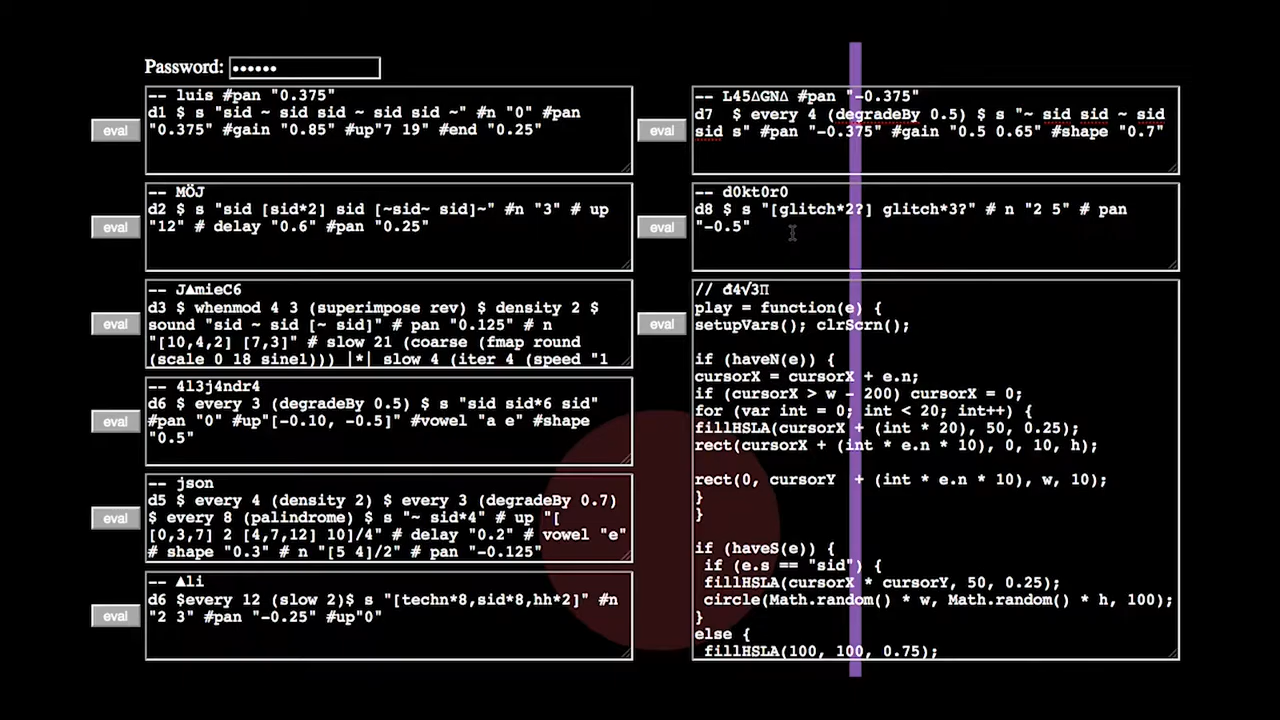 Password: ••••••
eval
-- luis #pan "0.375"
d1 $ s "sid ~ sid sid ~ sid sid ~" #n "0" #pan
"0.375" #gain "0.85" #up"7 19" #end "0.25"
eval
-- MÖJ
d2 $ s "sid [sid*2] sid [~sid~ sid]~" #n "3" # up
"12" # delay "0.6" #pan "0.25"
eval
-- J▲mieC6
d3 $ whenmod 4 3 (superimpose rev) $ density 2 $
sound "sid ~ sid [~ sid]" # pan "0.125" # n
"[10,4,2] [7,3]" # slow 21 (coarse (fmap round
(scale 0 18 sine1))) |*| slow 4 (iter 4 (speed "1
eval
-- 4l3j4ndr4
d6 $ every 3 (degradeBy 0.5) $ s "sid sid*6 sid"
#pan "0" #up"[-0.10, -0.5]" #vowel "a e" #shape
"0.5"
eval
-- json
d5 $ every 4 (density 2) $ every 3 (degradeBy 0.7)
$ every 8 (palindrome) $ s "~ sid*4" # up "[
[0,3,7] 2 [4,7,12] 10]/4" # delay "0.2" # vowel "e"
# shape "0.3" # n "[5 4]/2" # pan "-0.125"
eval
-- ▲li
d6 $every 12 (slow 2)$ s "[techn*8,sid*8,hh*2]" #n
"2 3" #pan "-0.25" #up"0"
eval
-- L45∆GN∆ #pan "-0.375"
d7  $ every 4 (degradeBy 0.5) $ s "~ sid sid ~ sid
sid s" #pan "-0.375" #gain "0.5 0.65" #shape "0.7"
eval
-- d0kt0r0
d8 $ s "[glitch*2?] glitch*3?" # n "2 5" # pan
"-0.5"
eval
// đ4√3Π
play = function(e) {
setupVars(); clrScrn();
if (haveN(e)) {
cursorX = cursorX + e.n;
if (cursorX > w - 200) cursorX = 0;
for (var int = 0; int < 20; int++) {
fillHSLA(cursorX + (int * 20), 50, 0.25);
rect(cursorX + (int * e.n * 10), 0, 10, h);
rect(0, cursorY  + (int * e.n * 10), w, 10);
}
}
if (haveS(e)) {
if (e.s == "sid") {
fillHSLA(cursorX * cursorY, 50, 0.25);
circle(Math.random() * w, Math.random() * h, 100);
}
else {
fillHSLA(100, 100, 0.75);